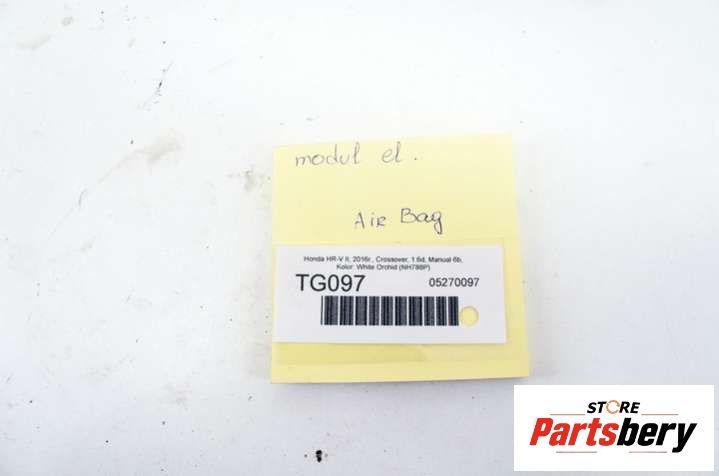 modul el.
Air Bag
Honda HR-V II, 2016r., Crossover, 1.6d, Manual 6b,
Kolor: White Orchid (NH788P)
TG097 05270097
STORE
Partsbery